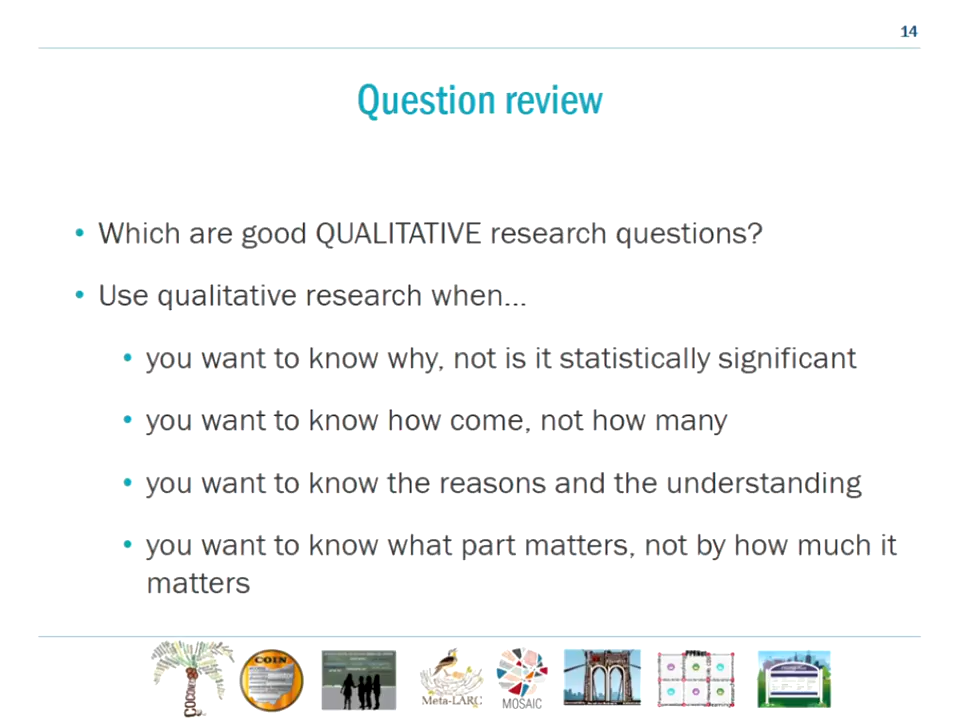 14
Question review
• Which are good QUALITATIVE research questions?
• Use qualitative research when...
• you want to know why, not is it statistically significant
• you want to know how come, not how many
• you want to know the reasons and the understanding
• you want to know what part matters, not by how much it
matters
COCONet
COIN
Meta-LARC
MOSAIC